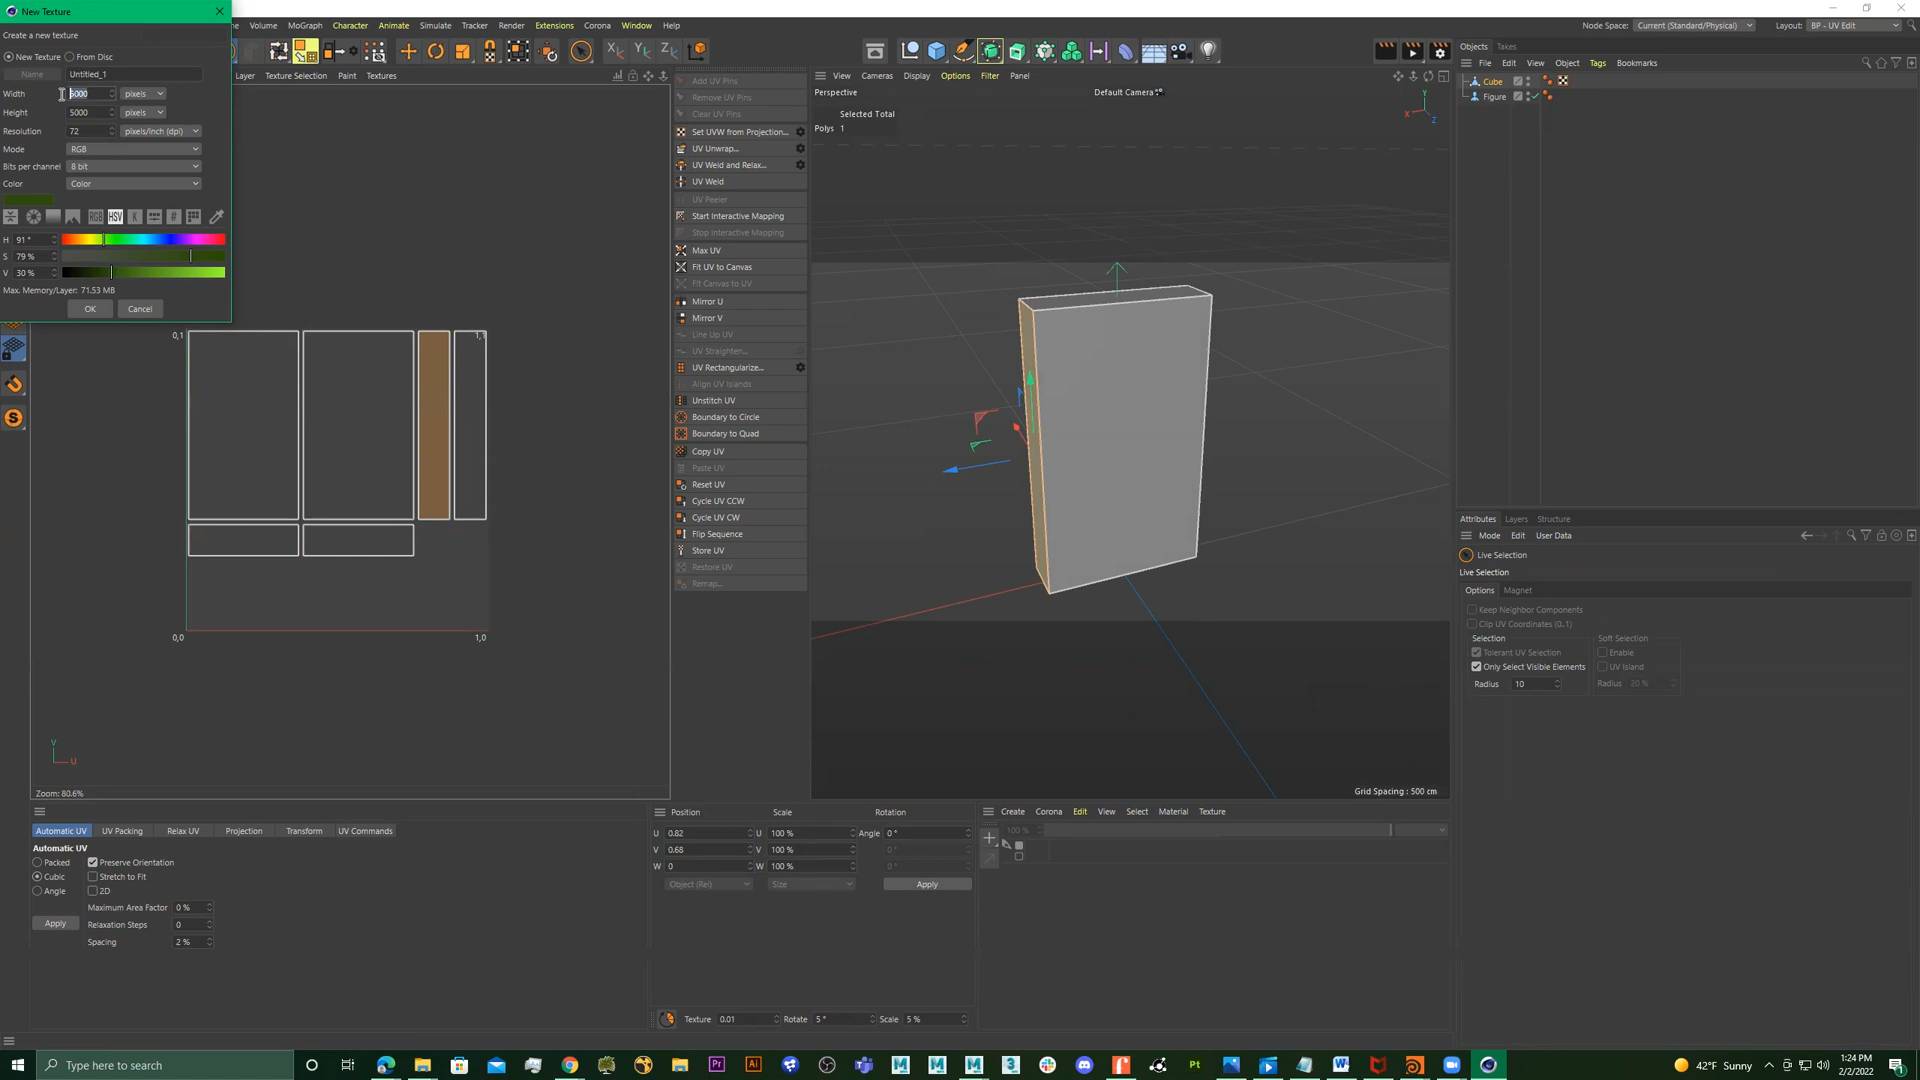 New Texture
Create a new texture
New Texture From Disc
Name Untitled_1
Width 5000 pixels
Height 5000 pixels
Resolution 72 pixels/inch (dpi)
Mode RGB
Bits per channel 8 bit
Color Color
RGB HSV K #
H 91 °
S 79 %
V 30 %
Max. Memory/Layer: 71.53 MB
OK Cancel
Volume MoGraph Character Animate Simulate Tracker Render Extensions Corona Window Help
Node Space: Current (Standard/Physical) Layout: BP - UV Edit
X Y Z
Layer Texture Selection Paint Textures
0,1 1,1
0,0 1,0
V
U
Zoom: 80.6%
Add UV Pins
Remove UV Pins
Clear UV Pins
Set UVW from Projection...
UV Unwrap...
UV Weld and Relax...
UV Weld
UV Peeler
Start Interactive Mapping
Stop Interactive Mapping
Max UV
Fit UV to Canvas
Fit Canvas to UV
Mirror U
Mirror V
Line Up UV
UV Straighten...
UV Rectangularize...
Align UV Islands
Unstitch UV
Boundary to Circle
Boundary to Quad
Copy UV
Paste UV
Reset UV
Cycle UV CCW
Cycle UV CW
Flip Sequence
Store UV
Restore UV
Remap...
View Cameras Display Options Filter Panel
Perspective Default Camera
Selected Total
Polys 1
Y
X
Z
Grid Spacing : 500 cm
Objects Takes
File Edit View Object Tags Bookmarks
Cube
Figure
Attributes Layers Structure
Mode Edit User Data
Live Selection
Live Selection
Options Magnet
Keep Neighbor Components
Clip UV Coordinates (0..1)
Selection Soft Selection
Tolerant UV Selection Enable
Only Select Visible Elements UV Island
Radius 10 Radius 20 %
Automatic UV UV Packing Relax UV Projection Transform UV Commands
Automatic UV
Packed Preserve Orientation
Cubic Stretch to Fit
Angle 2D
Maximum Area Factor 0 %
Apply Relaxation Steps 0
Spacing 2 %
Position Scale Rotation
U 0.82 U 100 % Angle 0 °
V 0.68 V 100 % 0 °
W 0 W 100 % 0 °
Object (Rel) Size Apply
Texture 0.01 Rotate 5 ° Scale 5 %
Create Corona Edit View Select Material Texture
100 %
Type here to search
Pr Ai M M M 3 Pt W
42°F Sunny
1:24 PM
2/2/2022